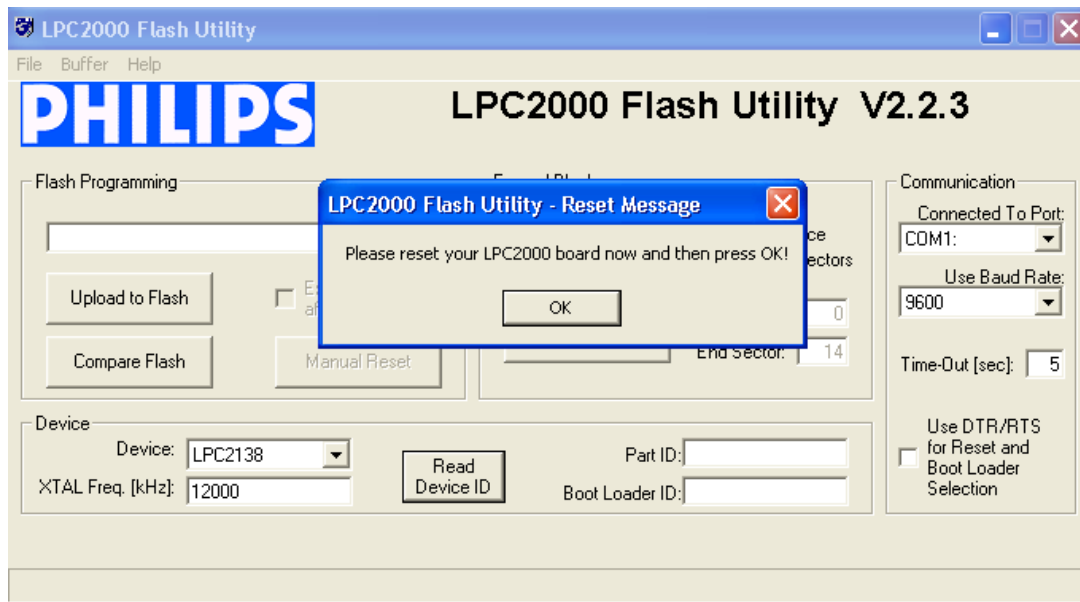 LPC2000 Flash Utility
File Buffer Help
PHILIPS
LPC2000 Flash Utility V2.2.3
Flash Programming
Communication
LPC2000 Flash Utility - Reset Message
Please reset your LPC2000 board now and then press OK!
OK
Connected To Port:
COM1:
Use Baud Rate:
9600
Time-Out [sec]: 5
Use DTR/RTS
for Reset and
Boot Loader
Selection
Upload to Flash
0
Compare Flash
Manual Reset
End Sector: 14
Device
Device: LPC2138
XTAL Freq. [kHz]: 12000
Read
Device ID
Part ID:
Boot Loader ID: